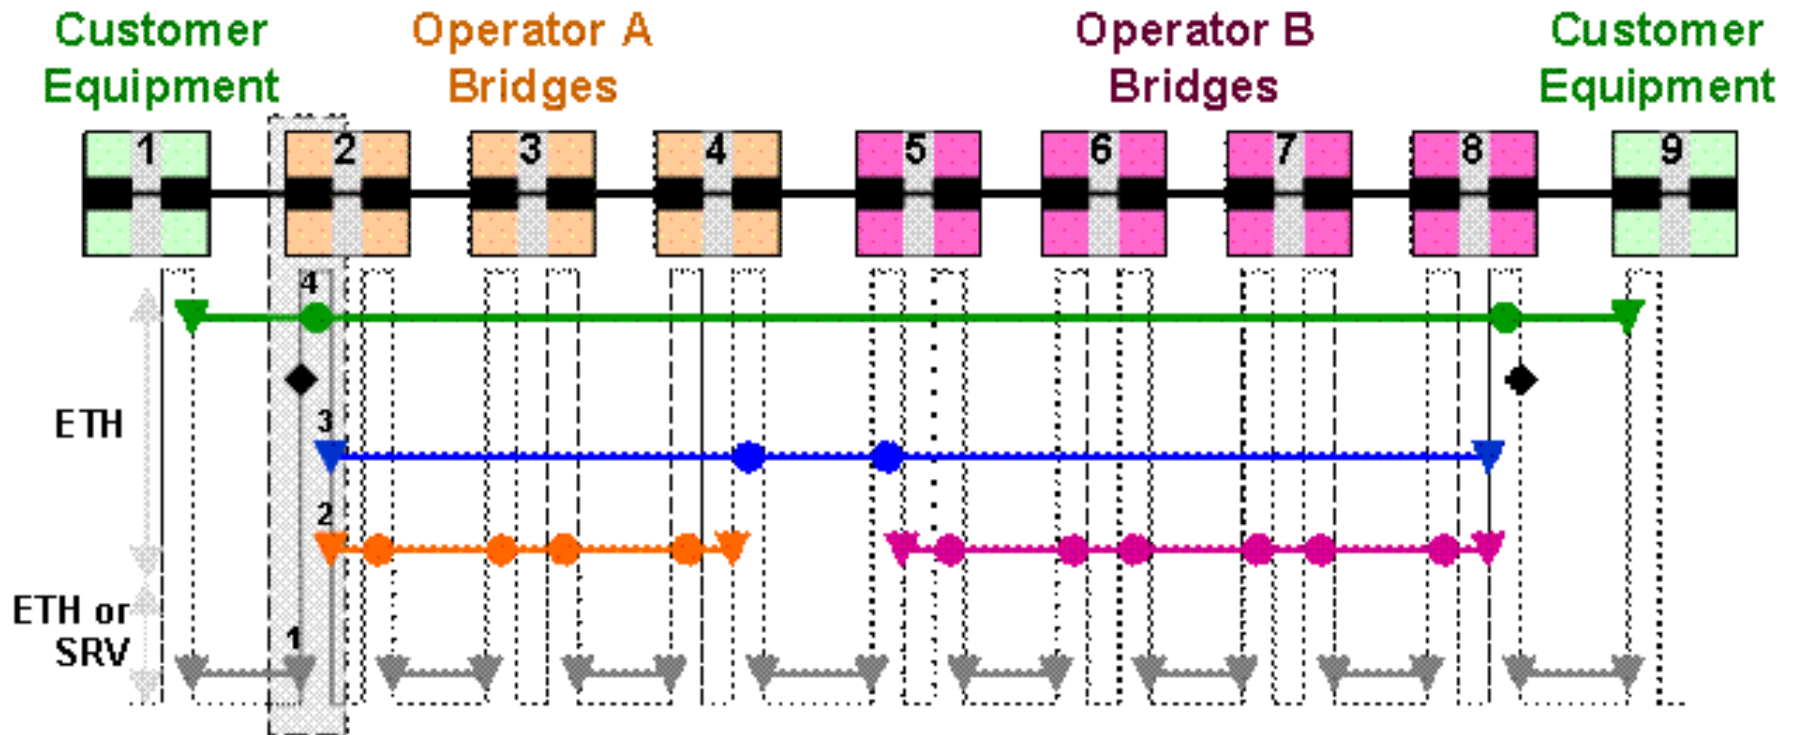 Customer
Equipment
Operator A
Bridges
Operator B
Bridges
Customer
Equipment
1
2
3
4
5
6
7
8
9
4
ETH
3
2
ETH or
SRV
1